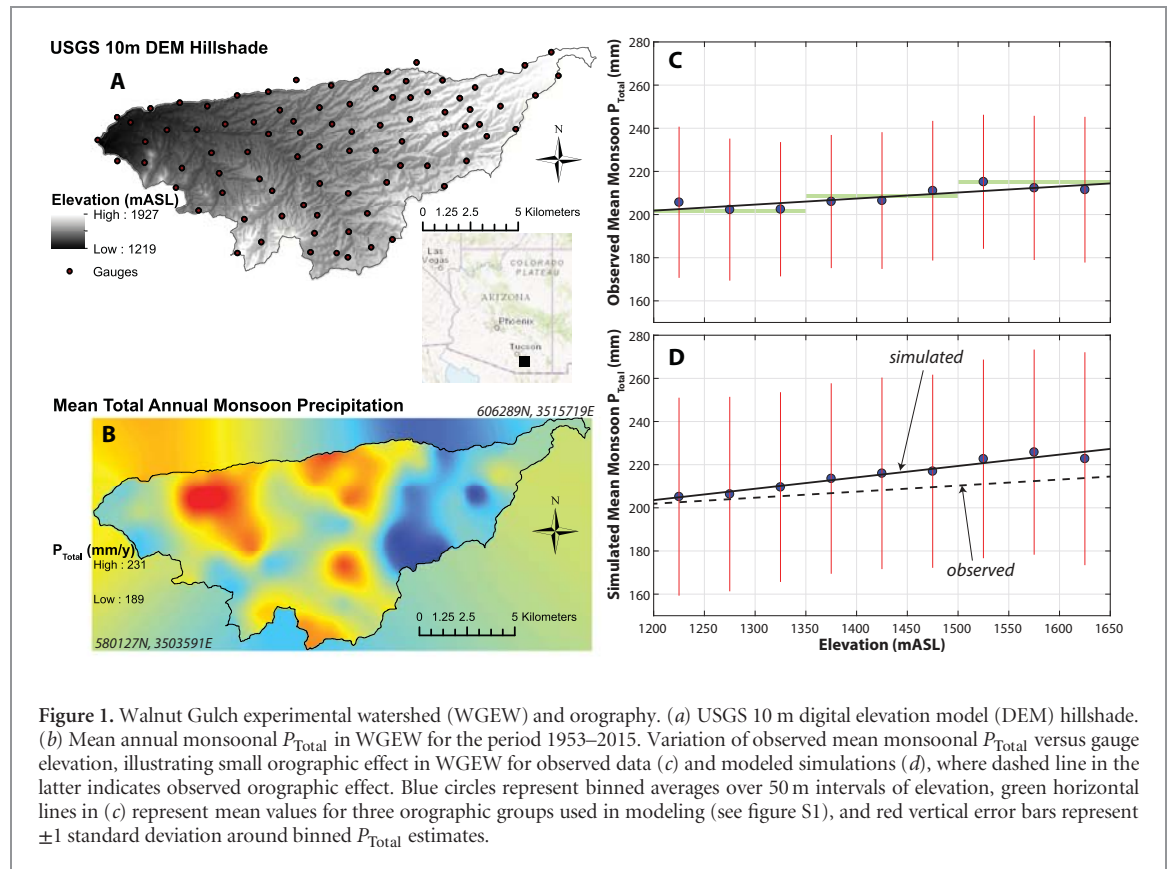 USGS 10m DEM Hillshade
A
N
Elevation (mASL)
High : 1927
Low : 1219
Gauges
0 1.25 2.5 5 Kilometers
Las
Vegas
COLORADO
PLATEAU
ARIZONA
Phoenix
Tucson
Mean Total Annual Monsoon Precipitation
606289N, 3515719E
B
N
P_Total (mm/y)
High : 231
Low : 189
0 1.25 2.5 5 Kilometers
580127N, 3503591E
C
Observed Mean Monsoon P_Total (mm)
280
260
240
220
200
180
160
D
simulated
observed
Simulated Mean Monsoon P_Total (mm)
280
260
240
220
200
180
160
140
1200 1250 1300 1350 1400 1450 1500 1550 1600 1650
Elevation (mASL)
Figure 1. Walnut Gulch experimental watershed (WGEW) and orography. (a) USGS 10 m digital elevation model (DEM) hillshade.
(b) Mean annual monsoonal P_Total in WGEW for the period 1953–2015. Variation of observed mean monsoonal P_Total versus gauge
elevation, illustrating small orographic effect in WGEW for observed data (c) and modeled simulations (d), where dashed line in the
latter indicates observed orographic effect. Blue circles represent binned averages over 50 m intervals of elevation, green horizontal
lines in (c) represent mean values for three orographic groups used in modeling (see figure S1), and red vertical error bars represent
±1 standard deviation around binned P_Total estimates.